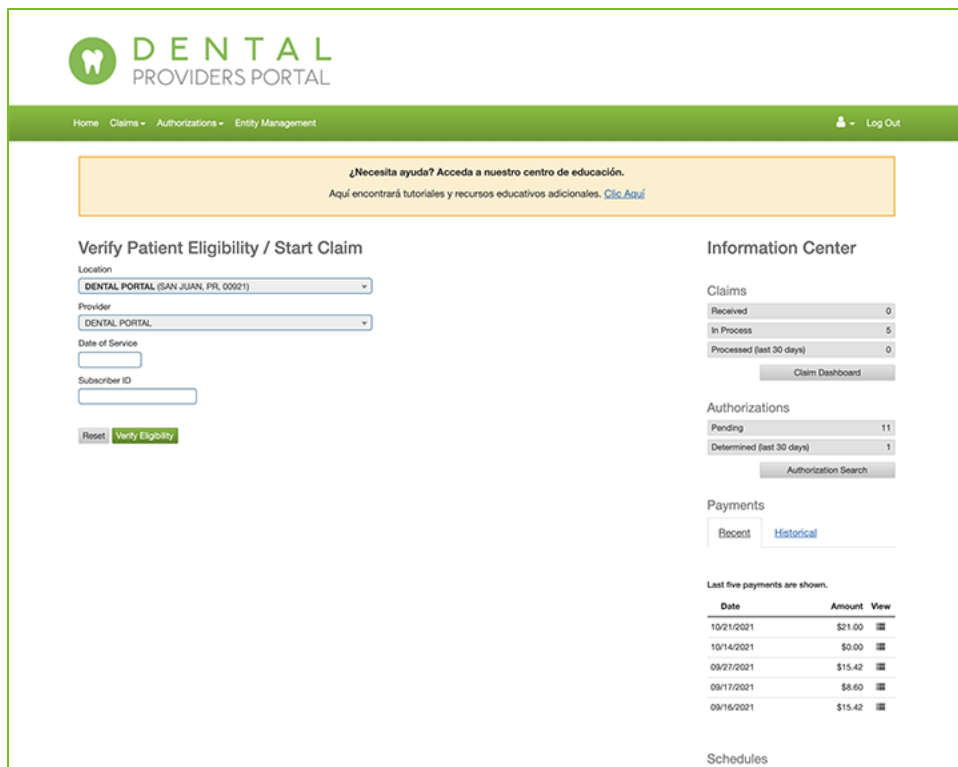 DENTAL
PROVIDERS PORTAL
Home Claims Authorizations Entity Management Log Out
¿Necesita ayuda? Acceda a nuestro centro de educación.
Aquí encontrará tutoriales y recursos educativos adicionales. Clic Aquí
Verify Patient Eligibility / Start Claim
Location
DENTAL PORTAL (SAN JUAN, PR, 00921)
Provider
DENTAL PORTAL
Date of Service
Subscriber ID
Reset Verify Eligibility
Information Center
Claims
Received 0
In Process 5
Processed (last 30 days) 0
Claim Dashboard
Authorizations
Pending 11
Determined (last 30 days) 1
Authorization Search
Payments
Recent Historical
Last five payments are shown.
Date Amount View
10/21/2021 $21.00
10/14/2021 $0.00
09/27/2021 $15.42
09/17/2021 $8.60
09/16/2021 $15.42
Schedules